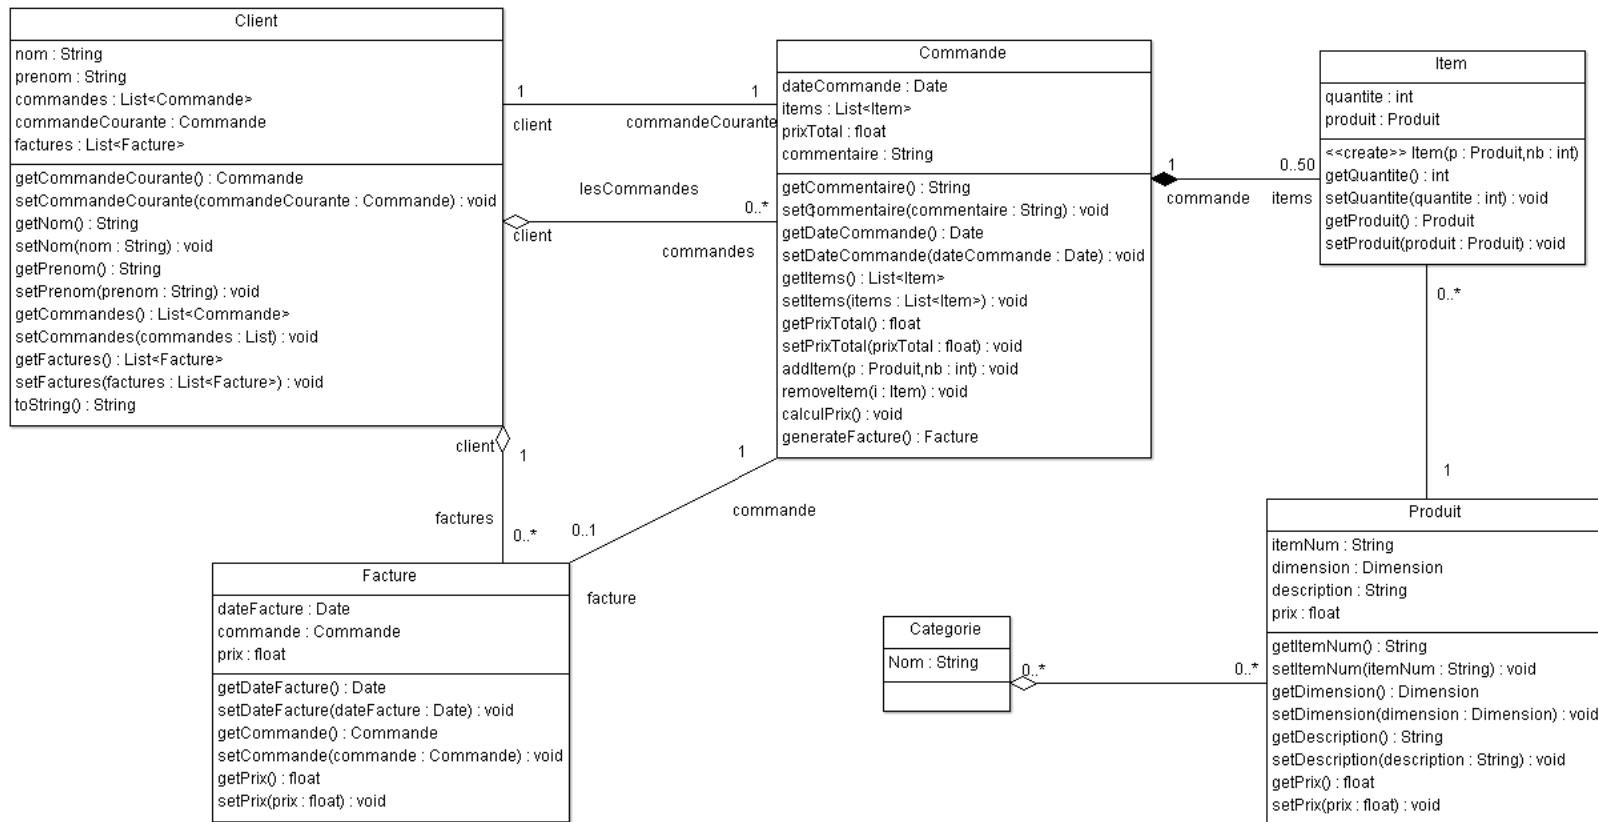 Client
nom : String
prenom : String
commandes : List<Commande>
commandeCourante : Commande
factures : List<Facture>
getCommandeCourante() : Commande
setCommandeCourante(commandeCourante : Commande) : void
getNom() : String
setNom(nom : String) : void
getPrenom() : String
setPrenom(prenom : String) : void
getCommandes() : List<Commande>
setCommandes(commandes : List) : void
getFactures() : List<Facture>
setFactures(factures : List<Facture>) : void
toString() : String
1
1
client
commandeCourante
lesCommandes
0..*
client
commandes
Commande
dateCommande : Date
items : List<Item>
prixTotal : float
commentaire : String
getCommentaire() : String
setCommentaire(commentaire : String) : void
getDateCommande() : Date
setDateCommande(dateCommande : Date) : void
getItems() : List<Item>
setItems(items : List<Item>) : void
getPrixTotal() : float
setPrixTotal(prixTotal : float) : void
addItem(p : Produit,nb : int) : void
removeItem(i : Item) : void
calculPrix() : void
generateFacture() : Facture
1
0..50
commande
items
Item
quantite : int
produit : Produit
<<create>> Item(p : Produit,nb : int)
getQuantite() : int
setQuantite(quantite : int) : void
getProduit() : Produit
setProduit(produit : Produit) : void
0..*
1
client
1
factures
0..*
1
commande
0..1
facture
Facture
dateFacture : Date
commande : Commande
prix : float
getDateFacture() : Date
setDateFacture(dateFacture : Date) : void
getCommande() : Commande
setCommande(commande : Commande) : void
getPrix() : float
setPrix(prix : float) : void
Categorie
Nom : String
0..*
0..*
Produit
itemNum : String
dimension : Dimension
description : String
prix : float
getItemNum() : String
setItemNum(itemNum : String) : void
getDimension() : Dimension
setDimension(dimension : Dimension) : void
getDescription() : String
setDescription(description : String) : void
getPrix() : float
setPrix(prix : float) : void